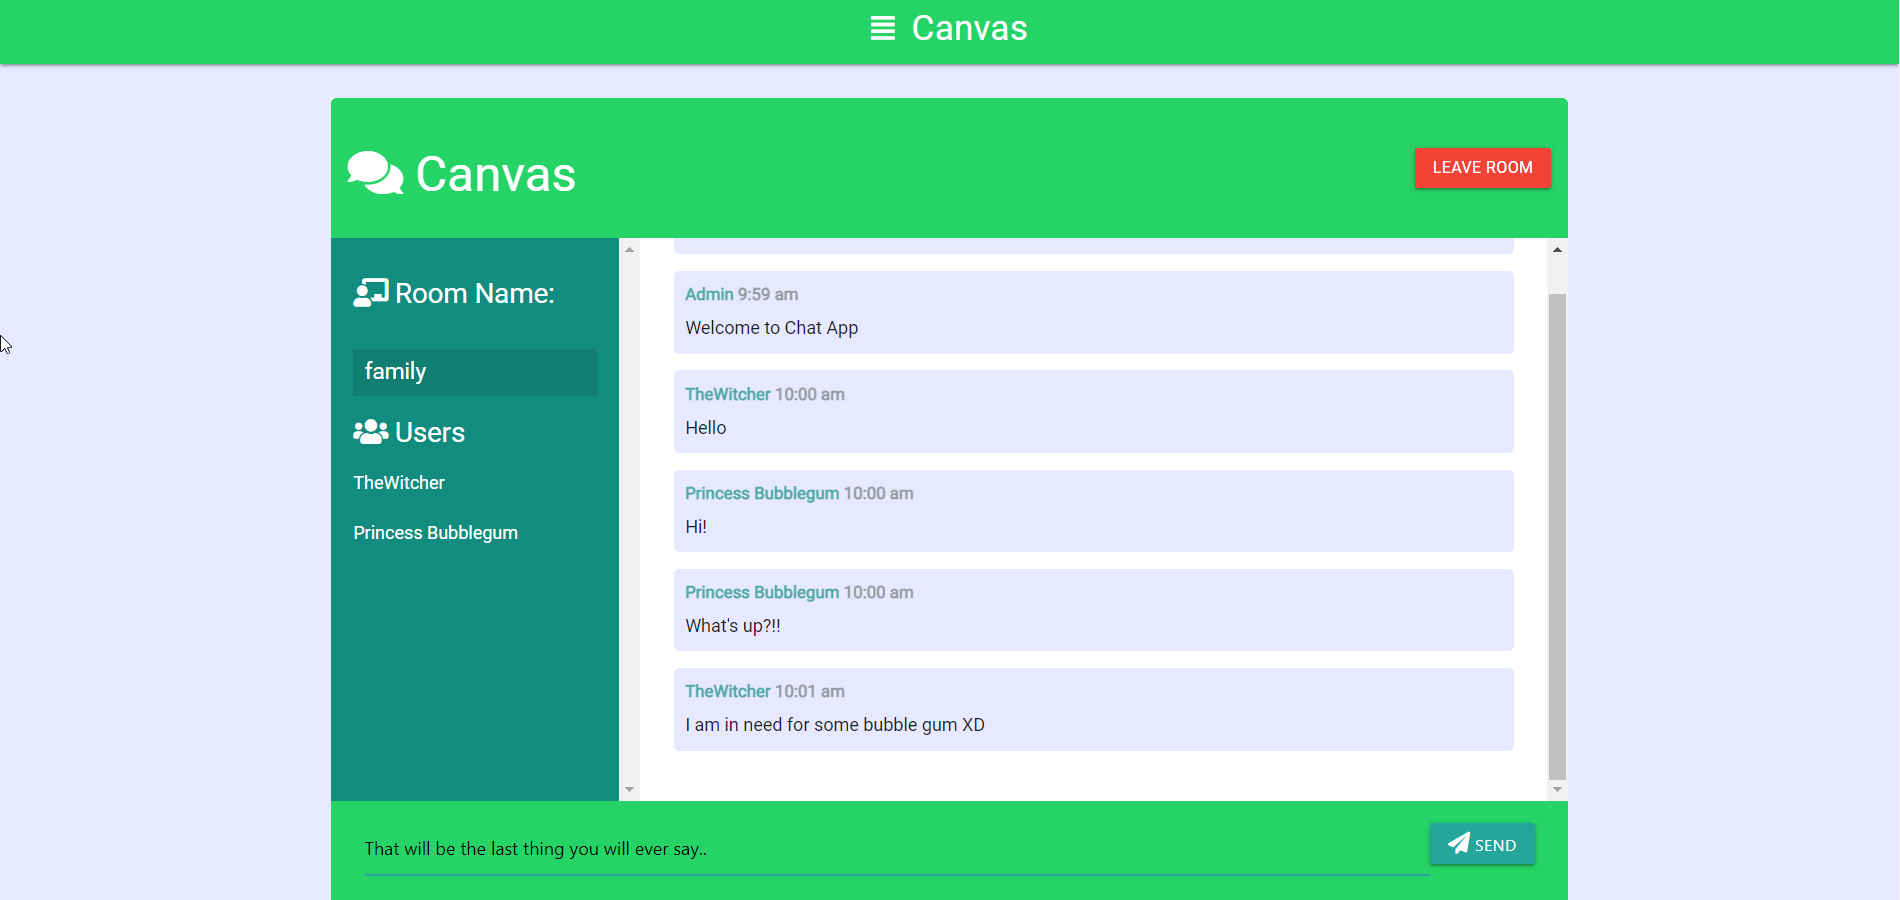 Canvas
Canvas
LEAVE ROOM
Room Name:
family
Users
TheWitcher
Princess Bubblegum
Admin 9:59 am
Welcome to Chat App
TheWitcher 10:00 am
Hello
Princess Bubblegum 10:00 am
Hi!
Princess Bubblegum 10:00 am
What's up?!!
TheWitcher 10:01 am
I am in need for some bubble gum XD
That will be the last thing you will ever say..
SEND